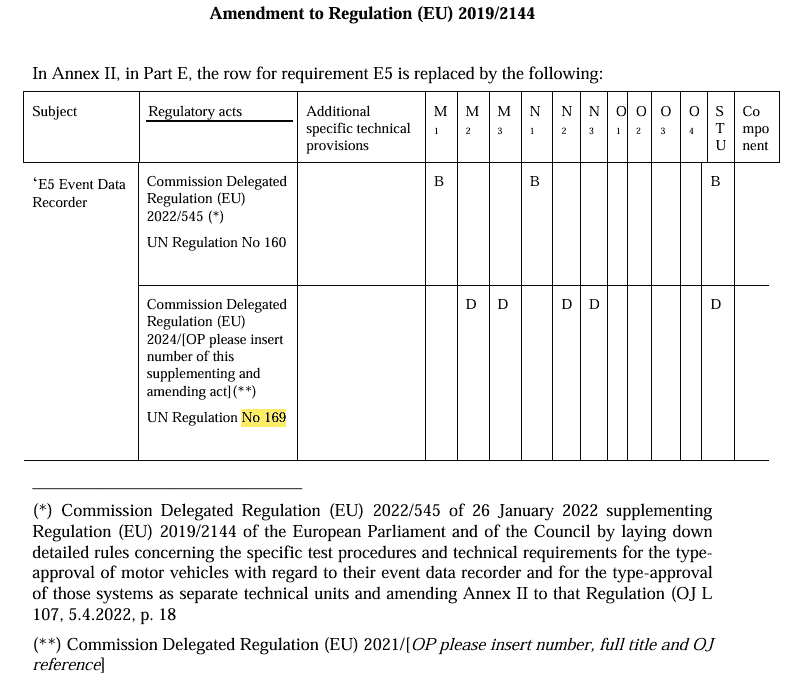 Amendment to Regulation (EU) 2019/2144
In Annex II, in Part E, the row for requirement E5 is replaced by the following:
Subject
Regulatory acts
Additional
specific technical
provisions
M
1
M
2
M
3
N
1
N
2
N
3
O
1
O
2
O
3
O
4
S
T
U
Co
mpo
nent
‘E5 Event Data
Recorder
Commission Delegated
Regulation (EU)
2022/545 (*)
UN Regulation No 160
B
B
B
Commission Delegated
Regulation (EU)
2024/[OP please insert
number of this
supplementing and
amending act](**)
UN Regulation No 169
D
D
D
D
D
(*) Commission Delegated Regulation (EU) 2022/545 of 26 January 2022 supplementing
Regulation (EU) 2019/2144 of the European Parliament and of the Council by laying down
detailed rules concerning the specific test procedures and technical requirements for the type-
approval of motor vehicles with regard to their event data recorder and for the type-approval
of those systems as separate technical units and amending Annex II to that Regulation (OJ L
107, 5.4.2022, p. 18
(**) Commission Delegated Regulation (EU) 2021/[OP please insert number, full title and OJ
reference]